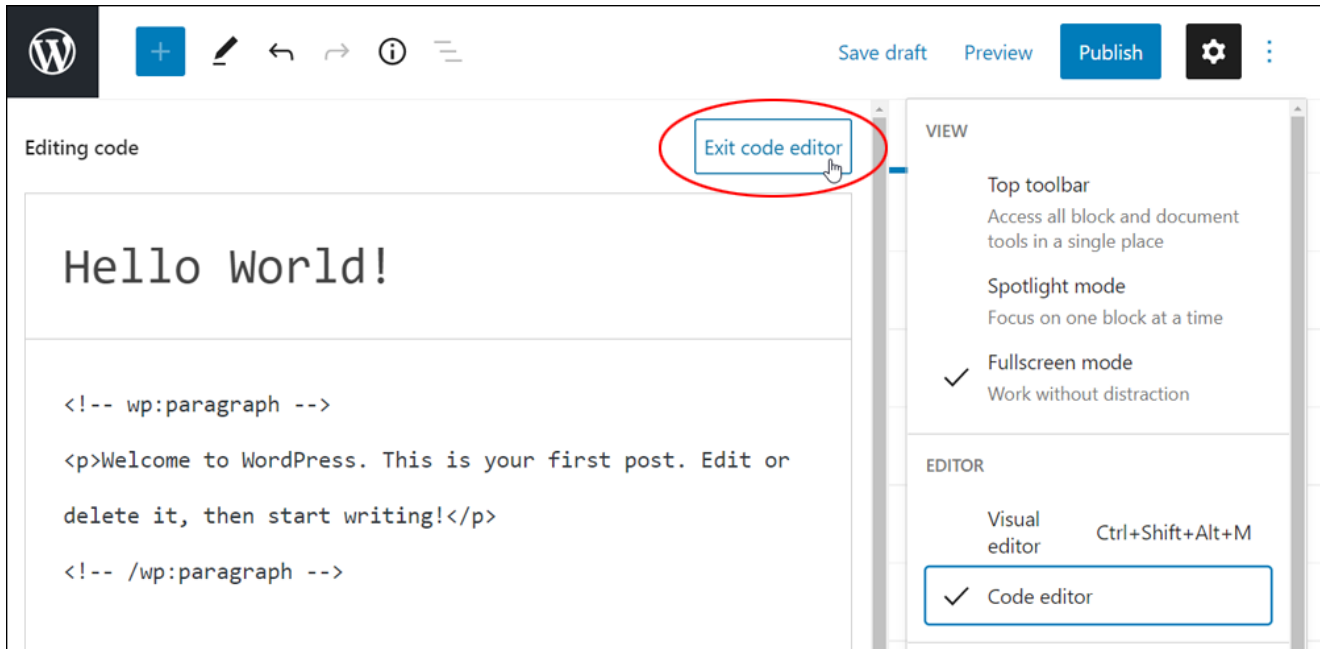 Save draft Preview Publish
Editing code
Exit code editor
Hello World!
<!-- wp:paragraph -->
<p>Welcome to WordPress. This is your first post. Edit or
delete it, then start writing!</p>
<!-- /wp:paragraph -->
VIEW
Top toolbar
Access all block and document
tools in a single place
Spotlight mode
Focus on one block at a time
Fullscreen mode
Work without distraction
EDITOR
Visual
editor
Ctrl+Shift+Alt+M
Code editor